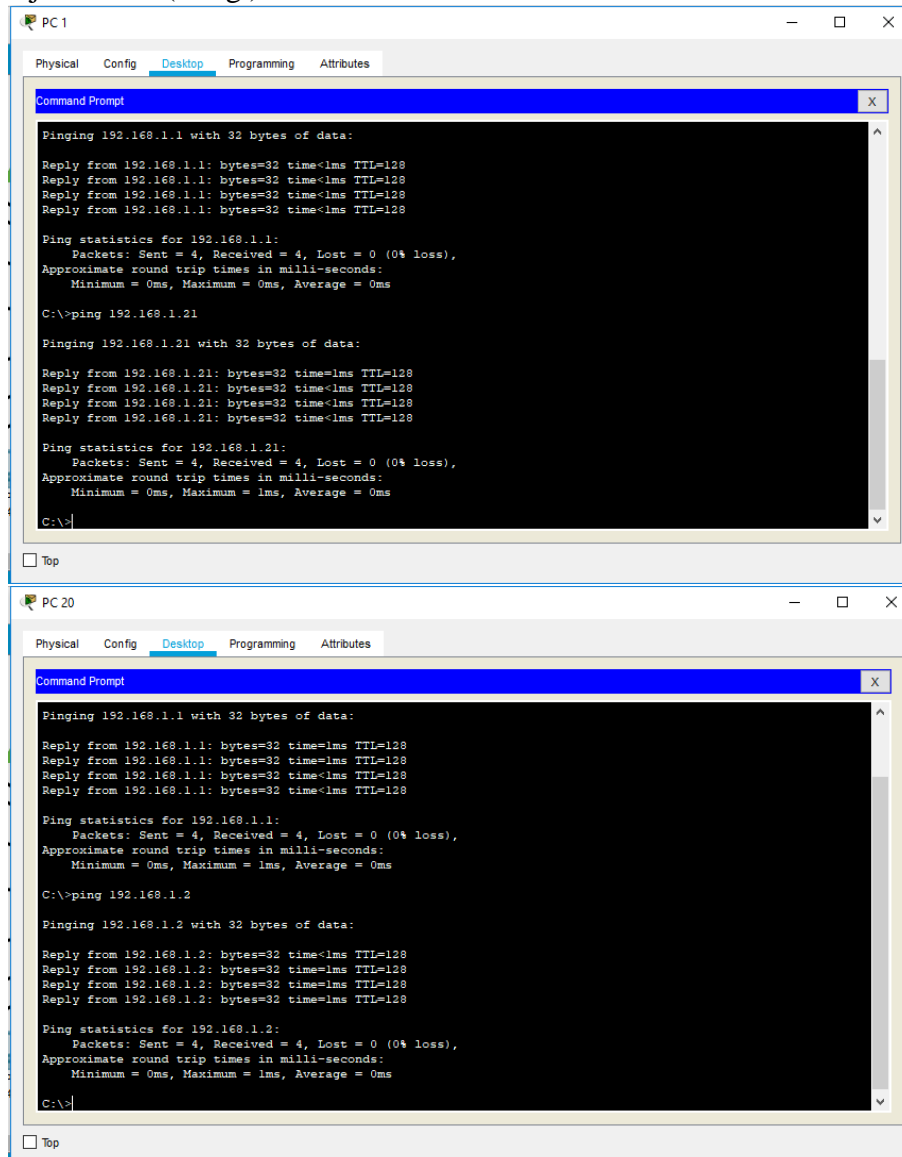 PC 1
Physical Config Desktop Programming Attributes
Command Prompt X
Pinging 192.168.1.1 with 32 bytes of data:
Reply from 192.168.1.1: bytes=32 time<1ms TTL=128
Reply from 192.168.1.1: bytes=32 time<1ms TTL=128
Reply from 192.168.1.1: bytes=32 time<1ms TTL=128
Reply from 192.168.1.1: bytes=32 time<1ms TTL=128
Ping statistics for 192.168.1.1:
Packets: Sent = 4, Received = 4, Lost = 0 (0% loss),
Approximate round trip times in milli-seconds:
Minimum = 0ms, Maximum = 0ms, Average = 0ms
C:\>ping 192.168.1.21
Pinging 192.168.1.21 with 32 bytes of data:
Reply from 192.168.1.21: bytes=32 time=1ms TTL=128
Reply from 192.168.1.21: bytes=32 time<1ms TTL=128
Reply from 192.168.1.21: bytes=32 time<1ms TTL=128
Reply from 192.168.1.21: bytes=32 time<1ms TTL=128
Ping statistics for 192.168.1.21:
Packets: Sent = 4, Received = 4, Lost = 0 (0% loss),
Approximate round trip times in milli-seconds:
Minimum = 0ms, Maximum = 1ms, Average = 0ms
C:\>
Top
PC 20
Physical Config Desktop Programming Attributes
Command Prompt X
Pinging 192.168.1.1 with 32 bytes of data:
Reply from 192.168.1.1: bytes=32 time=1ms TTL=128
Reply from 192.168.1.1: bytes=32 time=1ms TTL=128
Reply from 192.168.1.1: bytes=32 time<1ms TTL=128
Reply from 192.168.1.1: bytes=32 time<1ms TTL=128
Ping statistics for 192.168.1.1:
Packets: Sent = 4, Received = 4, Lost = 0 (0% loss),
Approximate round trip times in milli-seconds:
Minimum = 0ms, Maximum = 1ms, Average = 0ms
C:\>ping 192.168.1.2
Pinging 192.168.1.2 with 32 bytes of data:
Reply from 192.168.1.2: bytes=32 time<1ms TTL=128
Reply from 192.168.1.2: bytes=32 time=1ms TTL=128
Reply from 192.168.1.2: bytes=32 time=1ms TTL=128
Reply from 192.168.1.2: bytes=32 time=1ms TTL=128
Ping statistics for 192.168.1.2:
Packets: Sent = 4, Received = 4, Lost = 0 (0% loss),
Approximate round trip times in milli-seconds:
Minimum = 0ms, Maximum = 1ms, Average = 0ms
C:\>
Top